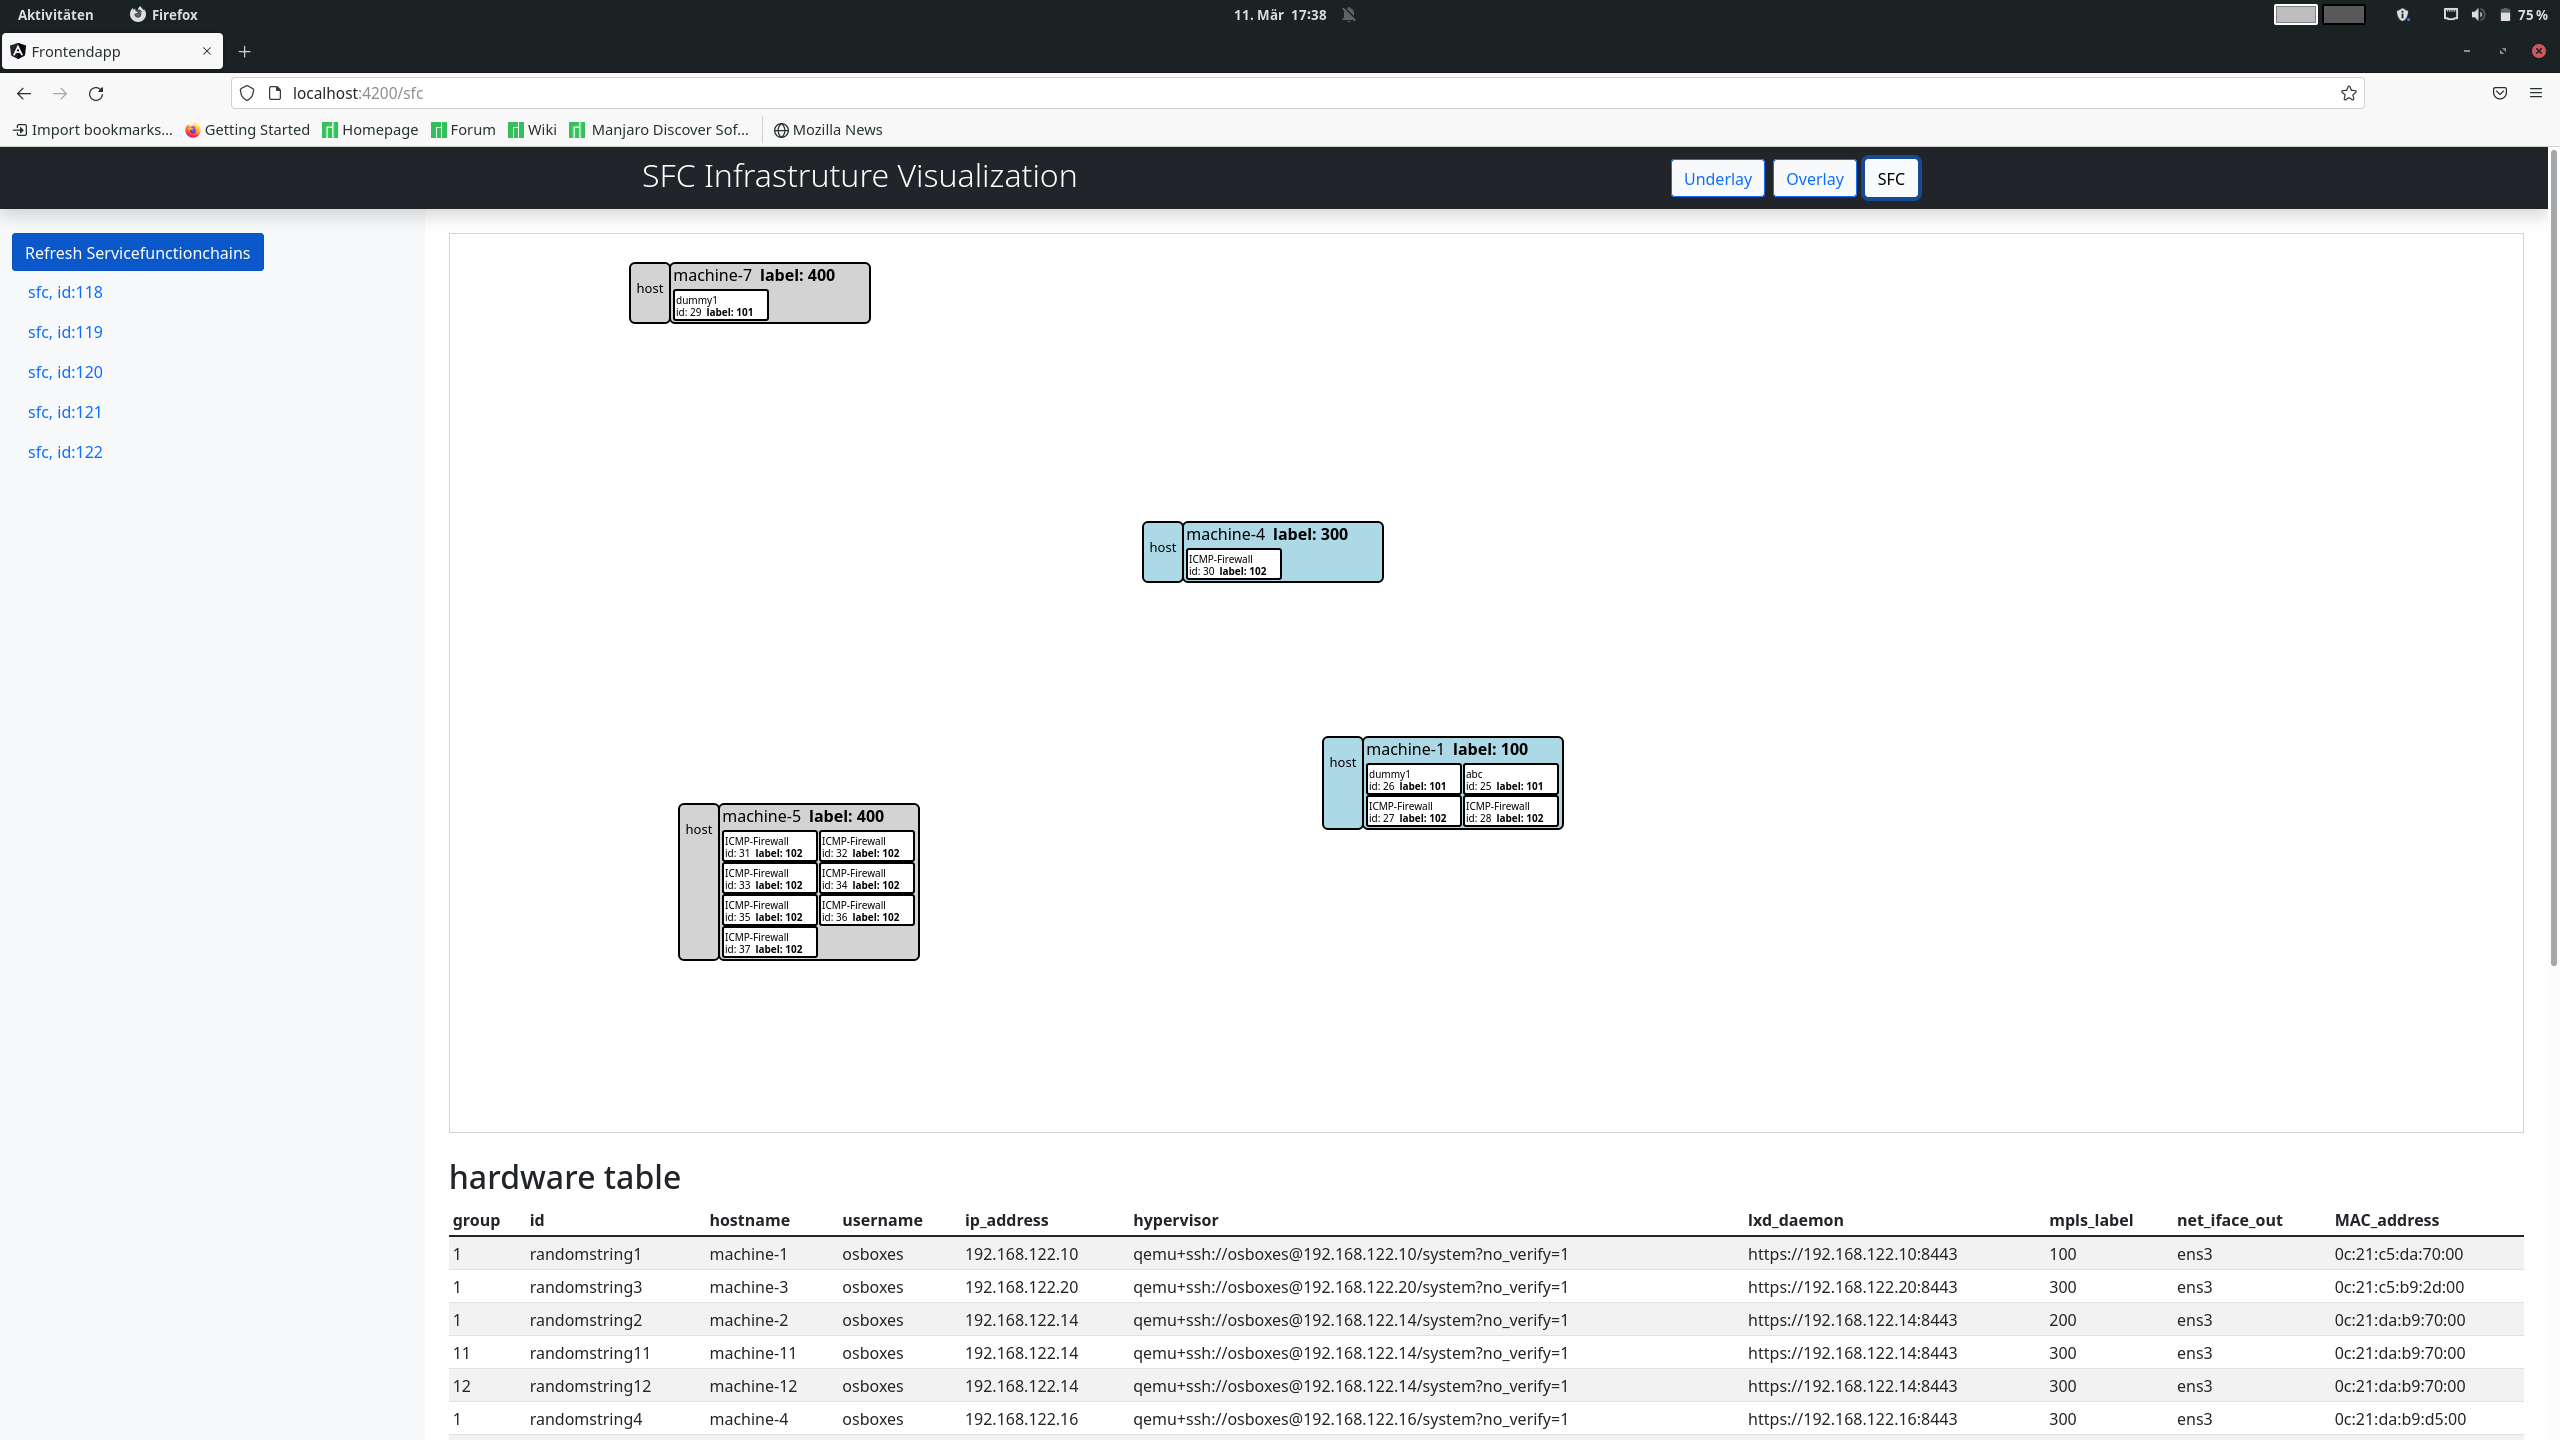 Aktivitäten Firefox 11. Mär 17:38 75 %
Frontendapp
localhost:4200/sfc
Import bookmarks... Getting Started Homepage Forum Wiki Manjaro Discover Sof... Mozilla News
SFC Infrastruture Visualization Underlay Overlay SFC
Refresh Servicefunctionchains
sfc, id:118
sfc, id:119
sfc, id:120
sfc, id:121
sfc, id:122
host machine-7 label: 400
dummy1
id: 29 label: 101
host machine-4 label: 300
ICMP-Firewall
id: 30 label: 102
host machine-1 label: 100
dummy1 abc
id: 26 label: 101 id: 25 label: 101
ICMP-Firewall ICMP-Firewall
id: 27 label: 102 id: 28 label: 102
host machine-5 label: 400
ICMP-Firewall ICMP-Firewall
id: 31 label: 102 id: 32 label: 102
ICMP-Firewall ICMP-Firewall
id: 33 label: 102 id: 34 label: 102
ICMP-Firewall ICMP-Firewall
id: 35 label: 102 id: 36 label: 102
ICMP-Firewall
id: 37 label: 102
hardware table
group id hostname username ip_address hypervisor lxd_daemon mpls_label net_iface_out MAC_address
1 randomstring1 machine-1 osboxes 192.168.122.10 qemu+ssh://osboxes@192.168.122.10/system?no_verify=1 https://192.168.122.10:8443 100 ens3 0c:21:c5:da:70:00
1 randomstring3 machine-3 osboxes 192.168.122.20 qemu+ssh://osboxes@192.168.122.20/system?no_verify=1 https://192.168.122.20:8443 300 ens3 0c:21:c5:b9:2d:00
1 randomstring2 machine-2 osboxes 192.168.122.14 qemu+ssh://osboxes@192.168.122.14/system?no_verify=1 https://192.168.122.14:8443 200 ens3 0c:21:da:b9:70:00
11 randomstring11 machine-11 osboxes 192.168.122.14 qemu+ssh://osboxes@192.168.122.14/system?no_verify=1 https://192.168.122.14:8443 300 ens3 0c:21:da:b9:70:00
12 randomstring12 machine-12 osboxes 192.168.122.14 qemu+ssh://osboxes@192.168.122.14/system?no_verify=1 https://192.168.122.14:8443 300 ens3 0c:21:da:b9:70:00
1 randomstring4 machine-4 osboxes 192.168.122.16 qemu+ssh://osboxes@192.168.122.16/system?no_verify=1 https://192.168.122.16:8443 300 ens3 0c:21:da:b9:d5:00